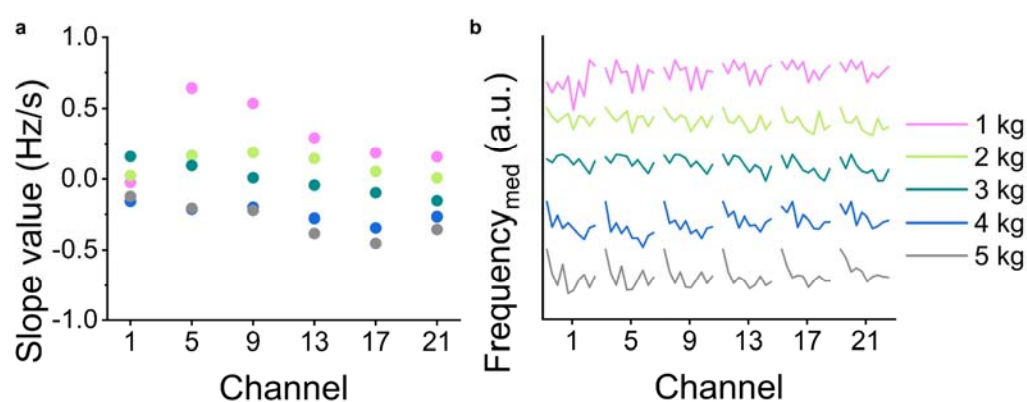 a
1.0
0.5
0.0
-0.5
-1.0
Slope value (Hz/s)
1 5 9 13 17 21
Channel
b
Frequencymed (a.u.)
1 5 9 13 17 21
Channel
1 kg
2 kg
3 kg
4 kg
5 kg